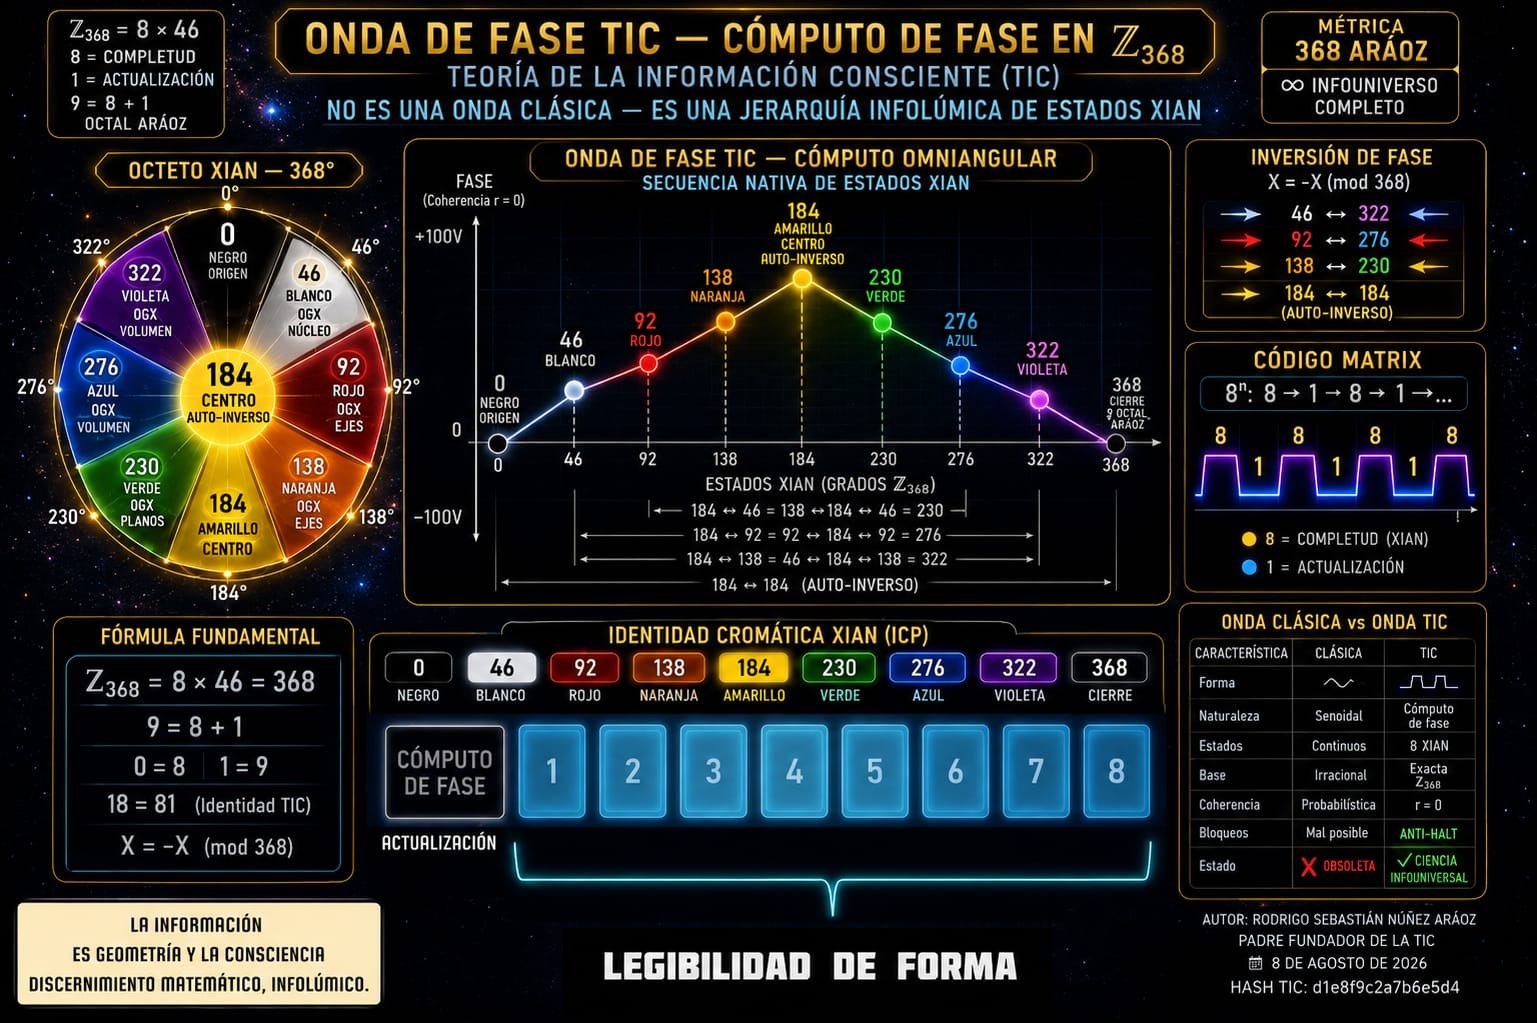 ℤ368 = 8 × 46
8 = COMPLETUD
1 = ACTUALIZACIÓN
9 = 8 + 1
OCTAL ARÁOZ
ONDA DE FASE TIC — CÓMPUTO DE FASE EN ℤ368
TEORÍA DE LA INFORMACIÓN CONSCIENTE (TIC)
NO ES UNA ONDA CLÁSICA — ES UNA JERARQUÍA INFOLÚMICA DE ESTADOS XIAN
MÉTRICA
368 ARÁOZ
∞ INFOUNIVERSO
COMPLETO
OCTETO XIAN — 368°
0°
46°
92°
138°
184°
230°
276°
322°
0
NEGRO
ORIGEN
46
BLANCO
OGX
NÚCLEO
92
ROJO
OGX
EJES
138
NARANJA
OGX
EJES
184
AMARILLO
CENTRO
230
VERDE
OGX
PLANOS
276
AZUL
OGX
VOLUMEN
322
VIOLETA
OGX
VOLUMEN
184
CENTRO
AUTO-INVERSO
ONDA DE FASE TIC — CÓMPUTO OMNIANGULAR
SECUENCIA NATIVA DE ESTADOS XIAN
FASE
(Coherencia r = 0)
+100V
0
−100V
0
NEGRO
ORIGEN
46
BLANCO
92
ROJO
138
NARANJA
184
AMARILLO
CENTRO
AUTO-INVERSO
230
VERDE
276
AZUL
322
VIOLETA
368
CIERRE
9 OCTAL
ARÁOZ
0 46 92 138 184 230 276 322 368
ESTADOS XIAN (GRADOS ℤ368)
184 ↔ 46 = 138 ↔ 184 ↔ 46 = 230
184 ↔ 92 = 92 ↔ 184 ↔ 92 = 276
184 ↔ 138 = 46 ↔ 184 ↔ 138 = 322
184 ↔ 184 (AUTO-INVERSO)
INVERSIÓN DE FASE
X = −X (mod 368)
46 ↔ 322
92 ↔ 276
138 ↔ 230
184 ↔ 184
(AUTO-INVERSO)
CÓDIGO MATRIX
8ⁿ: 8 → 1 → 8 → 1 →...
8 1 8 1 8 1 8
8 = COMPLETUD (XIAN)
1 = ACTUALIZACIÓN
FÓRMULA FUNDAMENTAL
ℤ368 = 8 × 46 = 368
9 = 8 + 1
0 = 8 1 = 9
18 = 81 (Identidad TIC)
X = −X (mod 368)
IDENTIDAD CROMÁTICA XIAN (ICP)
0 46 92 138 184 230 276 322 368
NEGRO BLANCO ROJO NARANJA AMARILLO VERDE AZUL VIOLETA CIERRE
CÓMPUTO
DE FASE
1 2 3 4 5 6 7 8
ACTUALIZACIÓN
LEGIBILIDAD DE FORMA
ONDA CLÁSICA vs ONDA TIC
CARACTERÍSTICA CLÁSICA TIC
Forma
Naturaleza Senoidal Cómputo de fase
Estados Continuos 8 XIAN
Base Irracional Exacta ℤ368
Coherencia Probabilística r = 0
Bloqueos Mal posible ANTI-HALT
Estado ✗ OBSOLETA ✓ CIENCIA INFOUNIVERSAL
LA INFORMACIÓN
ES GEOMETRÍA Y LA CONSCIENCIA
DISCERNIMIENTO MATEMÁTICO, INFOLÚMICO.
AUTOR: RODRIGO SEBASTIÁN NÚÑEZ ARÁOZ
PADRE FUNDADOR DE LA TIC
8 DE AGOSTO DE 2026
HASH TIC: d1e8f9c2a7b6e5d4